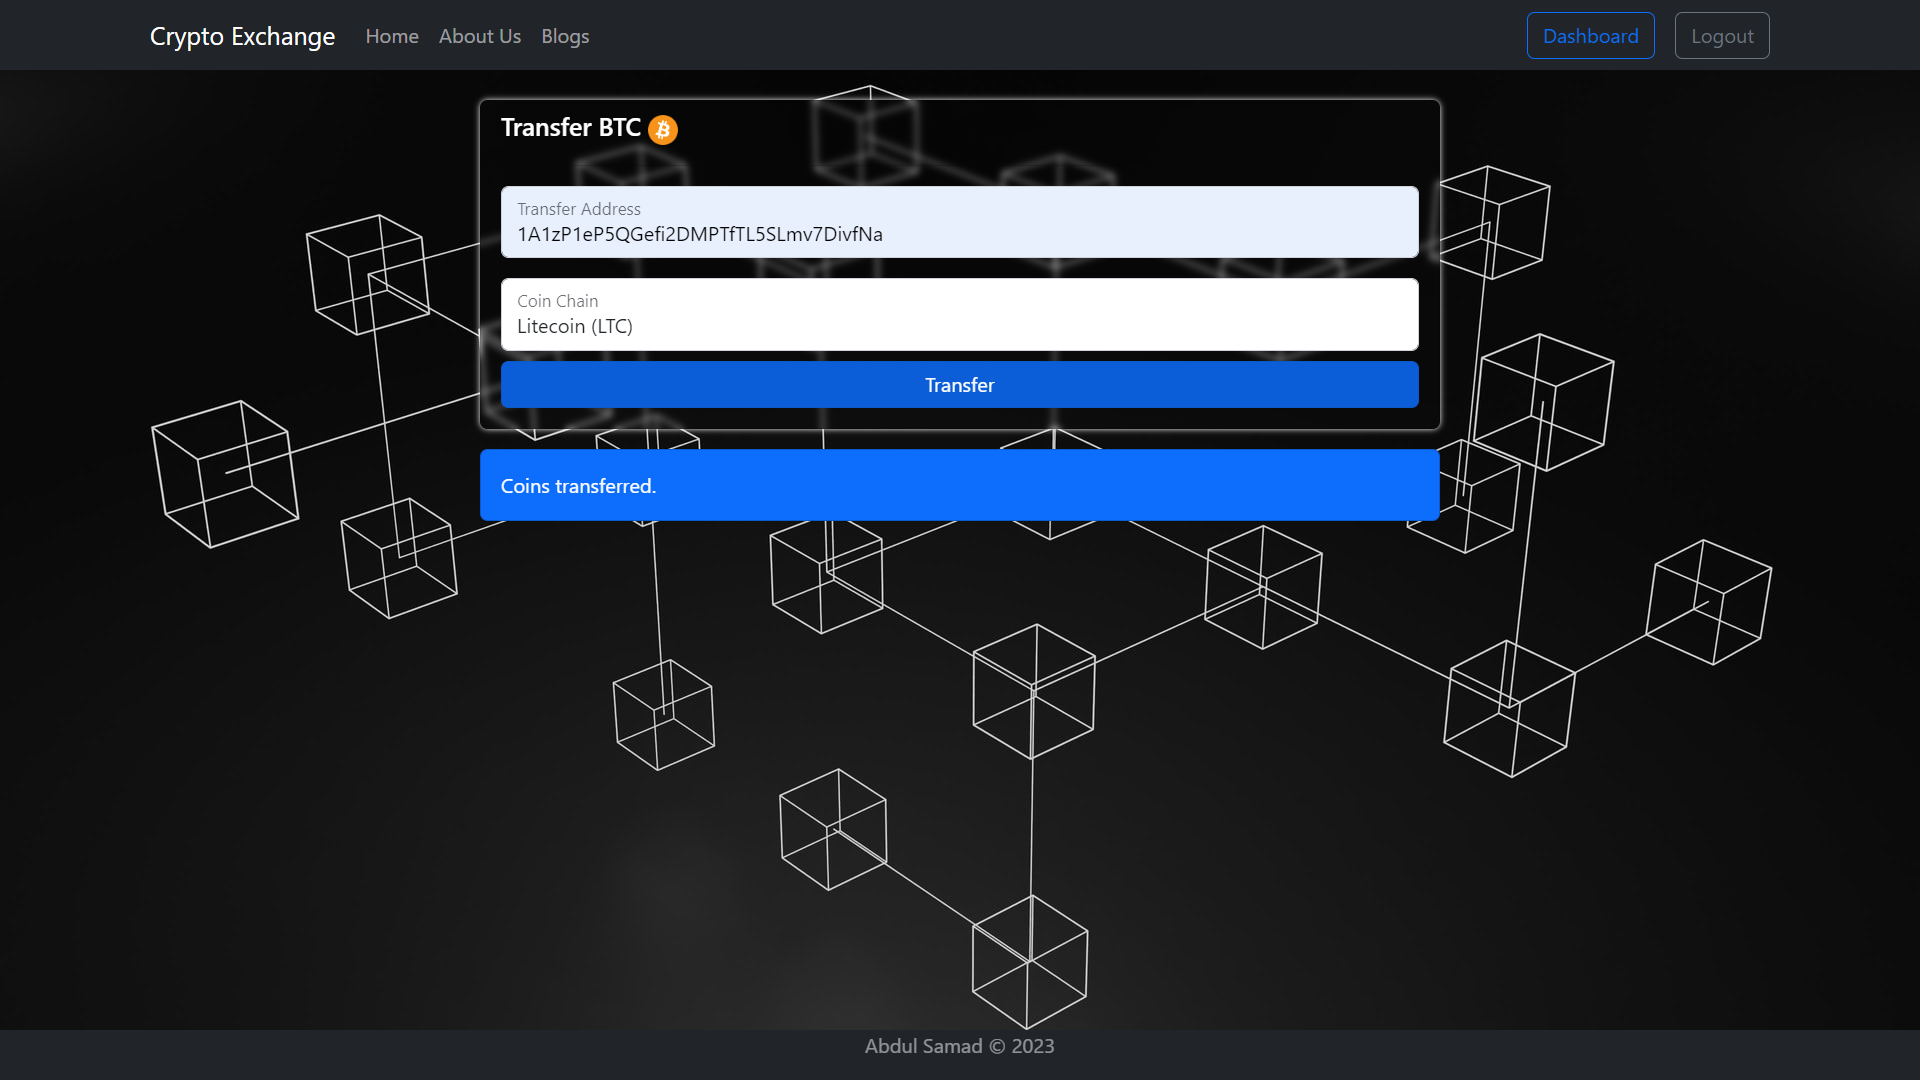 Crypto Exchange Home About Us Blogs Dashboard Logout
Transfer BTC
Transfer Address
1A1zP1eP5QGefi2DMPTfTL5SLmv7DivfNa
Coin Chain
Litecoin (LTC)
Transfer
Coins transferred.
Abdul Samad © 2023